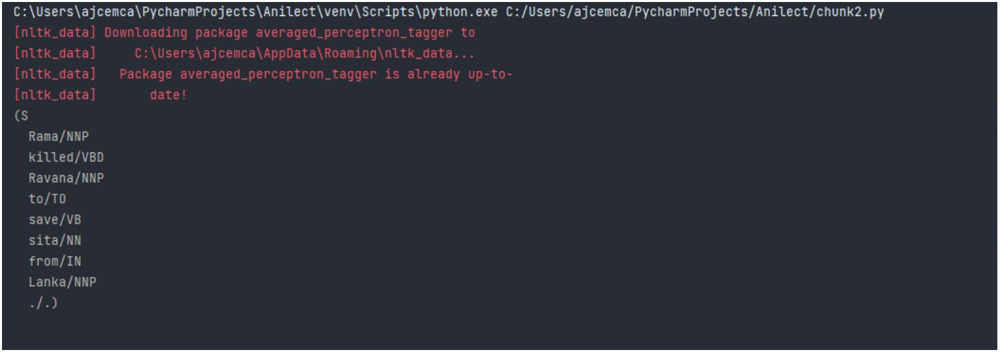 C:\Users\ajcemca\PycharmProjects\Anilect\venv\Scripts\python.exe C:/Users/ajcemca/PycharmProjects/Anilect/chunk2.py
[nltk_data] Downloading package averaged_perceptron_tagger to
[nltk_data]     C:\Users\ajcemca\AppData\Roaming\nltk_data...
[nltk_data]   Package averaged_perceptron_tagger is already up-to-
[nltk_data]       date!
(S
  Rama/NNP
  killed/VBD
  Ravana/NNP
  to/TO
  save/VB
  sita/NN
  from/IN
  Lanka/NNP
  ./.)